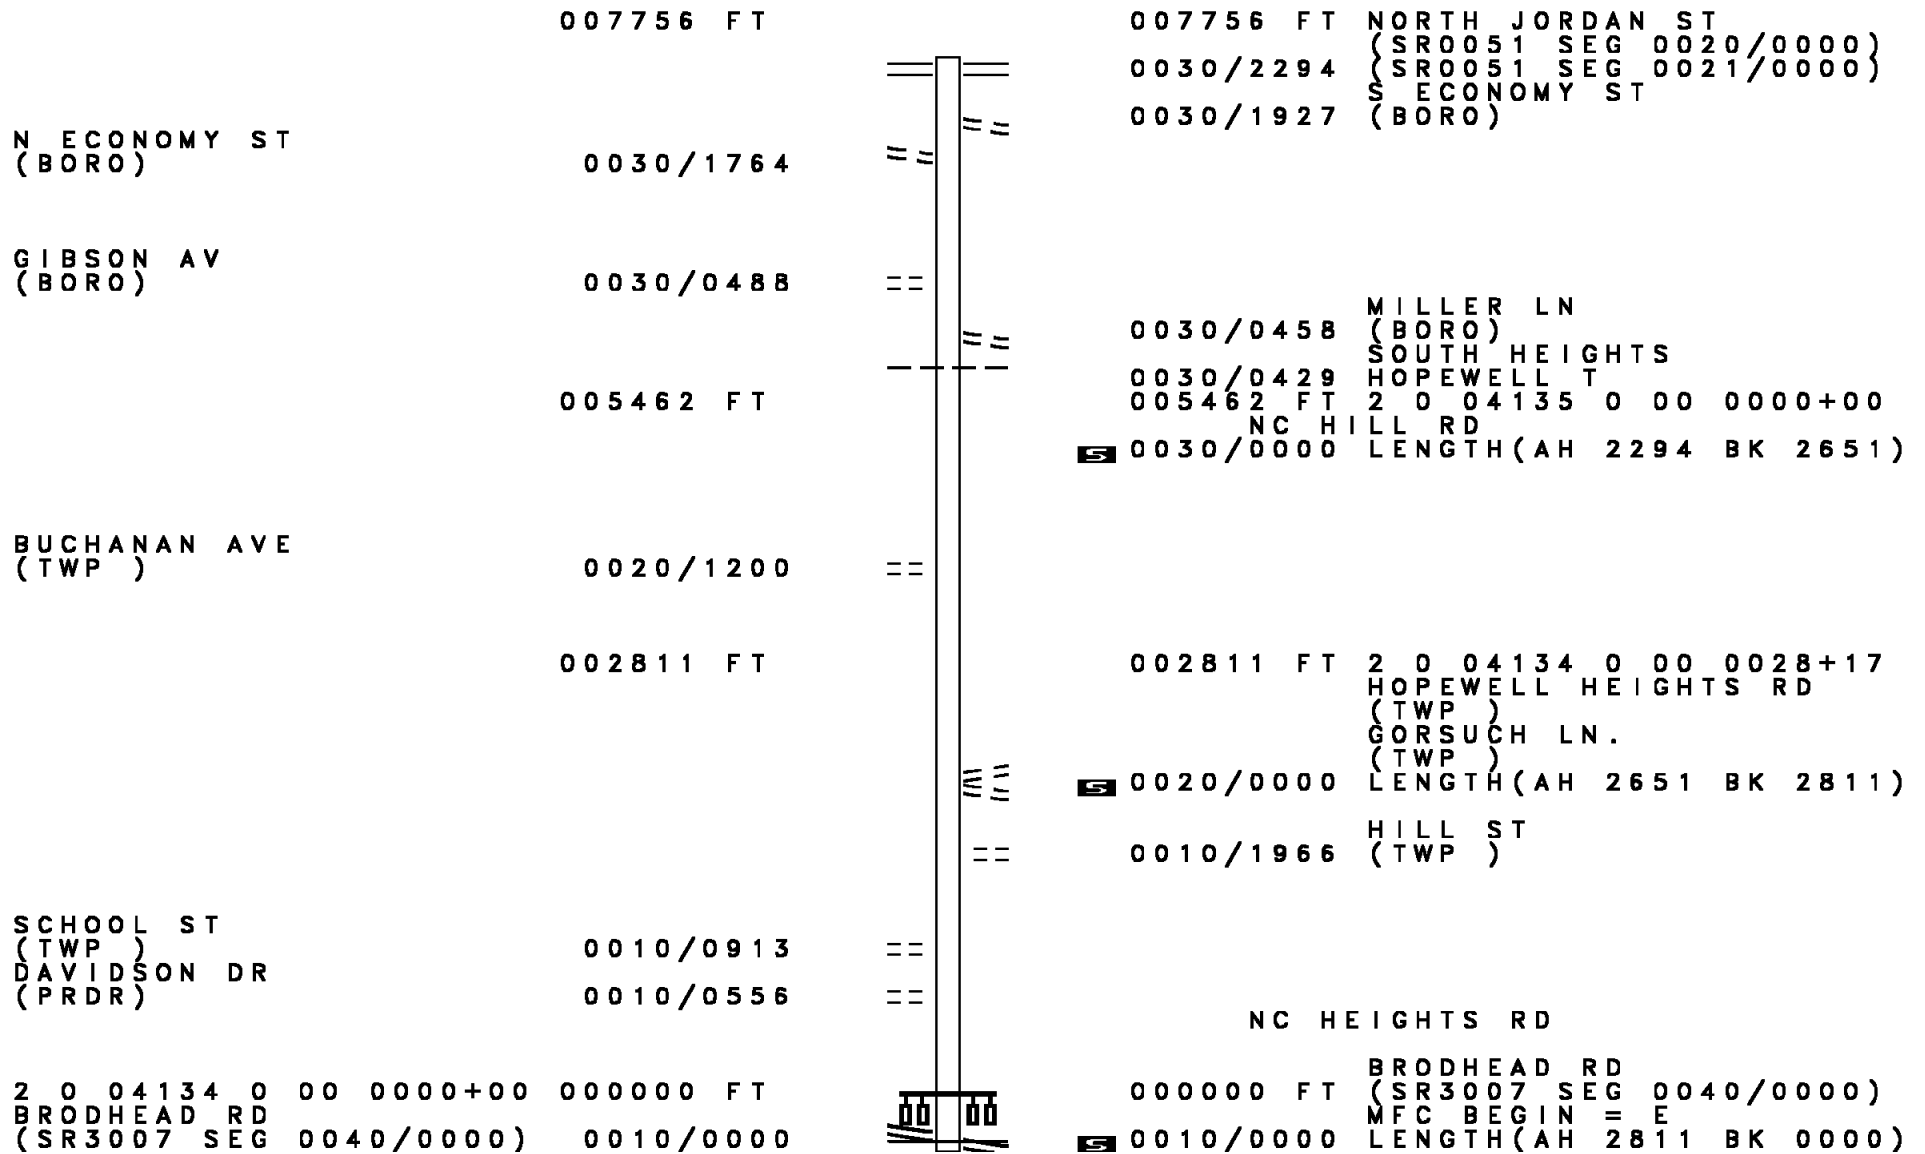 007756 FT 007756 FT NORTH JORDAN ST
(SR0051 SEG 0020/0000)
0030/2294 (SR0051 SEG 0021/0000)
S ECONOMY ST
0030/1927 (BORO)
N ECONOMY ST
(BORO) 0030/1764
GIBSON AV
(BORO) 0030/0488
MILLER LN
0030/0458 (BORO)
SOUTH HEIGHTS
0030/0429 HOPEWELL T
005462 FT 005462 FT 2 0 04135 0 00 0000+00
NC HILL RD
S 0030/0000 LENGTH(AH 2294 BK 2651)
BUCHANAN AVE
(TWP ) 0020/1200
002811 FT 002811 FT 2 0 04134 0 00 0028+17
HOPEWELL HEIGHTS RD
(TWP )
GORSUCH LN.
(TWP )
S 0020/0000 LENGTH(AH 2651 BK 2811)
HILL ST
0010/1966 (TWP )
SCHOOL ST
(TWP ) 0010/0913
DAVIDSON DR
(PRDR) 0010/0556
NC HEIGHTS RD
BRODHEAD RD
2 0 04134 0 00 0000+00 000000 FT 000000 FT (SR3007 SEG 0040/0000)
BRODHEAD RD MFC BEGIN = E
(SR3007 SEG 0040/0000) 0010/0000 S 0010/0000 LENGTH(AH 2811 BK 0000)